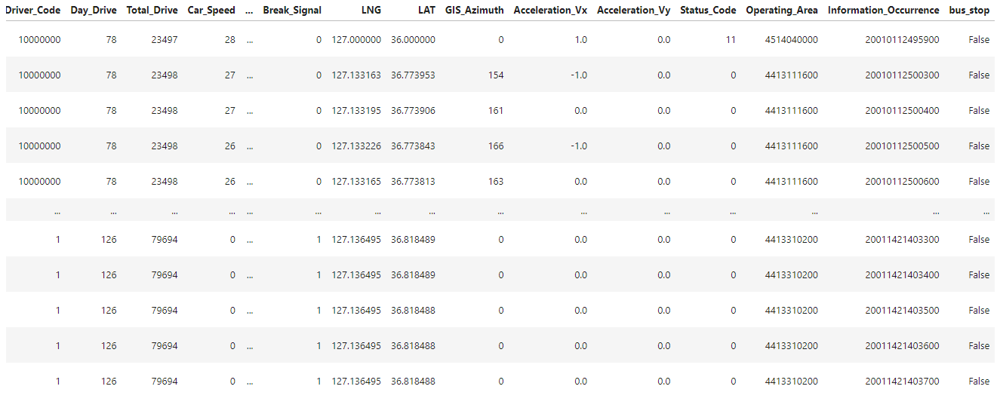 Driver_Code Day_Drive Total_Drive Car_Speed ... Break_Signal LNG LAT GIS_Azimuth Acceleration_Vx Acceleration_Vy Status_Code Operating_Area Information_Occurrence bus_stop
10000000 78 23497 28 ... 0 127.000000 36.000000 0 1.0 0.0 11 4514040000 20010112495900 False
10000000 78 23498 27 ... 0 127.133163 36.773953 154 -1.0 0.0 0 4413111600 20010112500300 False
10000000 78 23498 27 ... 0 127.133195 36.773906 161 0.0 0.0 0 4413111600 20010112500400 False
10000000 78 23498 26 ... 0 127.133226 36.773843 166 -1.0 0.0 0 4413111600 20010112500500 False
10000000 78 23498 26 ... 0 127.133165 36.773813 163 0.0 0.0 0 4413111600 20010112500600 False
... ... ... ... ... ... ... ... ... ... ... ... ... ... ...
1 126 79694 0 ... 1 127.136495 36.818489 0 0.0 0.0 0 4413310200 20011421403300 False
1 126 79694 0 ... 1 127.136495 36.818489 0 0.0 0.0 0 4413310200 20011421403400 False
1 126 79694 0 ... 1 127.136495 36.818488 0 0.0 0.0 0 4413310200 20011421403500 False
1 126 79694 0 ... 1 127.136495 36.818488 0 0.0 0.0 0 4413310200 20011421403600 False
1 126 79694 0 ... 1 127.136495 36.818488 0 0.0 0.0 0 4413310200 20011421403700 False